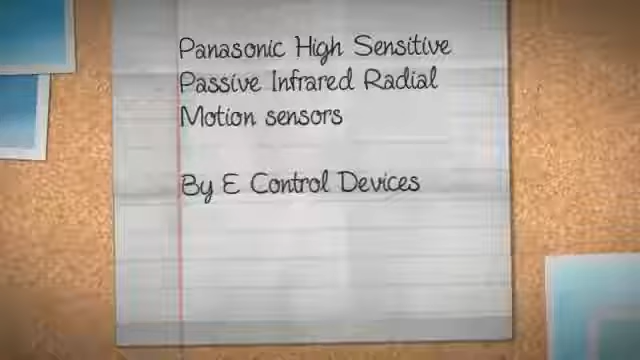 Panasonic High Sensitive
Passive Infrared Radial
Motion sensors
By E Control Devices